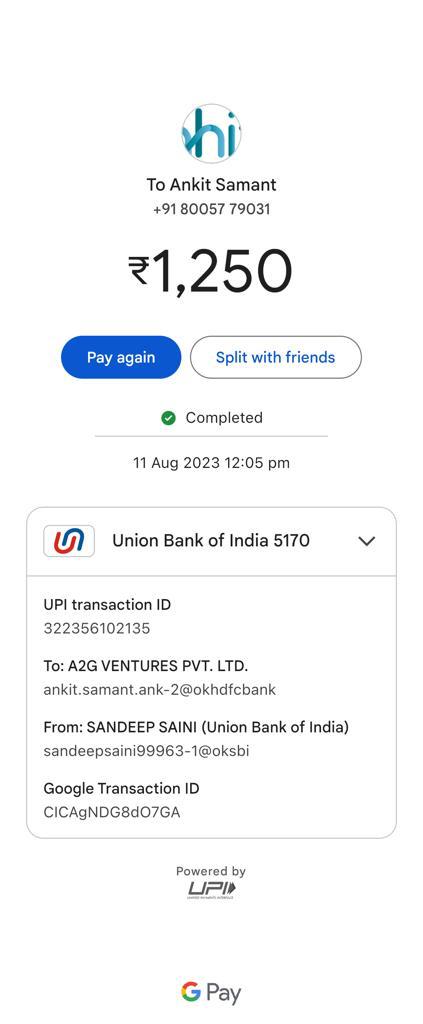 hi
To Ankit Samant
+91 80057 79031
₹1,250
Pay again
Split with friends
Completed
11 Aug 2023 12:05 pm
Union Bank of India 5170
UPI transaction ID
322356102135
To: A2G VENTURES PVT. LTD.
ankit.samant.ank-2@okhdfcbank
From: SANDEEP SAINI (Union Bank of India)
sandeepsaini99963-1@oksbi
Google Transaction ID
CICAgNDG8dO7GA
Powered by
UPI
UNIFIED PAYMENTS INTERFACE
G Pay